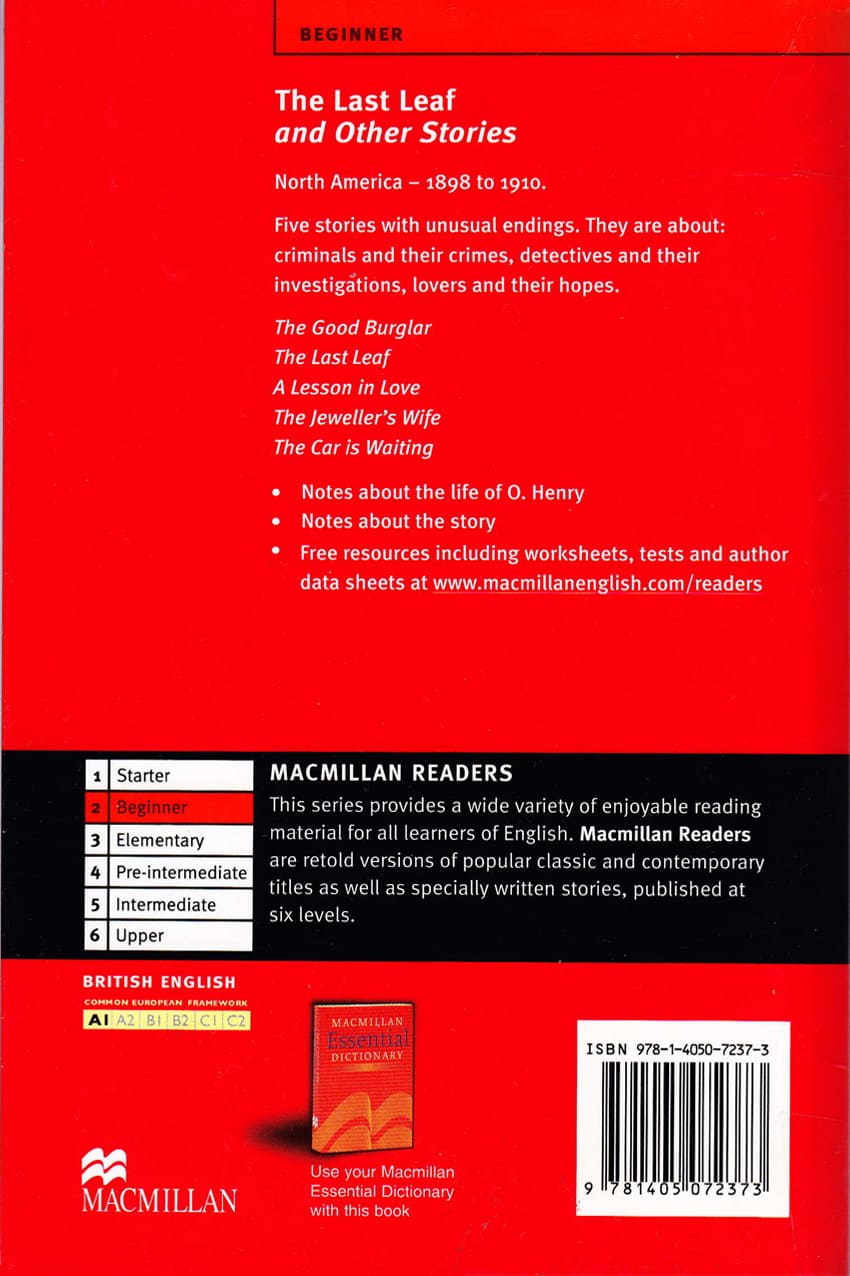 BEGINNER
The Last Leaf
and Other Stories
North America – 1898 to 1910.
Five stories with unusual endings. They are about:
criminals and their crimes, detectives and their
investigations, lovers and their hopes.
The Good Burglar
The Last Leaf
A Lesson in Love
The Jeweller's Wife
The Car is Waiting
• Notes about the life of O. Henry
• Notes about the story
• Free resources including worksheets, tests and author
data sheets at www.macmillanenglish.com/readers
1 Starter
2 Beginner
3 Elementary
4 Pre-intermediate
5 Intermediate
6 Upper
MACMILLAN READERS
This series provides a wide variety of enjoyable reading
material for all learners of English. Macmillan Readers
are retold versions of popular classic and contemporary
titles as well as specially written stories, published at
six levels.
BRITISH ENGLISH
COMMON EUROPEAN FRAMEWORK
A1 A2 B1 B2 C1 C2
MACMILLAN
Essential
DICTIONARY
Use your Macmillan
Essential Dictionary
with this book
MACMILLAN
ISBN 978-1-4050-7237-3
9 781405 072373